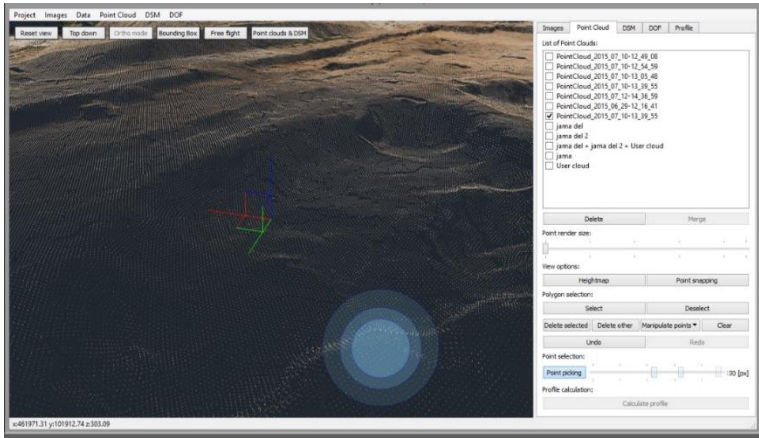 Project Images Data Point Cloud DSM DOF
Reset view Top down Ortho mode Bounding Box Free flight Point clouds & DSM
Images Point Cloud DSM DOF Profile
List of Point Clouds:
PointCloud_2015_07_10-12_49_08
PointCloud_2015_07_10-12_54_59
PointCloud_2015_07_10-13_05_48
PointCloud_2015_07_10-13_39_55
PointCloud_2015_07_12-14_36_59
PointCloud_2015_06_29-12_16_41
PointCloud_2015_07_10-13_39_55
jama del
jama del 2
jama del + jama del 2 + User cloud
jama
User cloud
Delete Merge
Point render size:
View options:
Heightmap Point snapping
Polygon selection:
Select Deselect
Delete selected Delete other Manipulate points Clear
Undo Redo
Point selection:
Point picking 30 [px]
Profile calculation:
Calculate profile
x:461971.31 y:101912.74 z:303.09